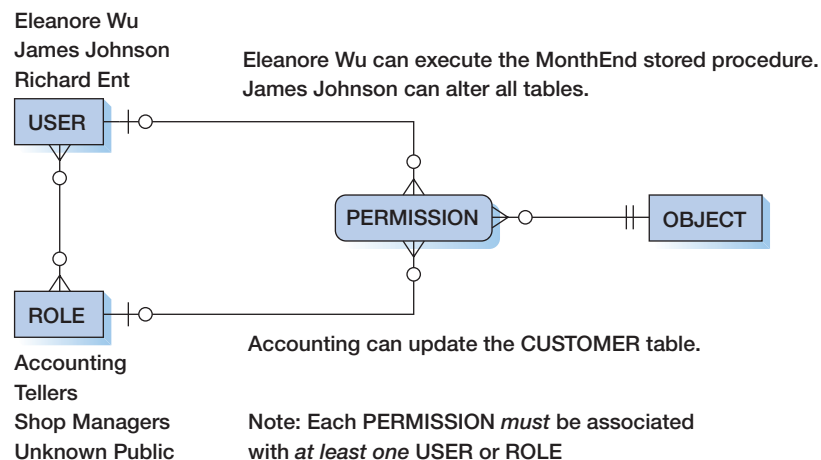 Eleanore Wu
James Johnson
Richard Ent
Eleanore Wu can execute the MonthEnd stored procedure.
James Johnson can alter all tables.
USER
PERMISSION
OBJECT
ROLE
Accounting can update the CUSTOMER table.
Accounting
Tellers
Shop Managers
Unknown Public
Note: Each PERMISSION must be associated
with at least one USER or ROLE